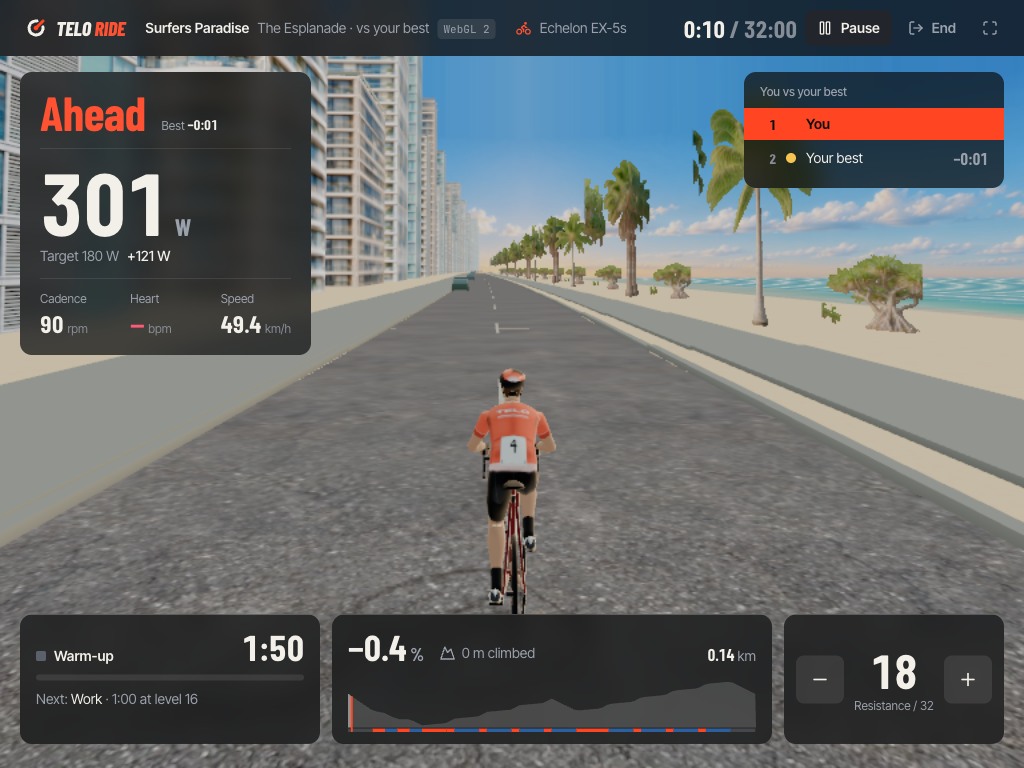 TELO RIDE Surfers Paradise The Esplanade · vs your best WebGL 2 Echelon EX-5s 0:10 / 32:00 Pause End
Ahead Best −0:01
301 W
Target 180 W +121 W
Cadence Heart Speed
90 rpm – bpm 49.4 km/h
You vs your best
1 You
2 Your best −0:01
TELO
4
Warm-up 1:50
Next: Work · 1:00 at level 16
−0.4 % 0 m climbed 0.14 km
− 18 +
Resistance / 32